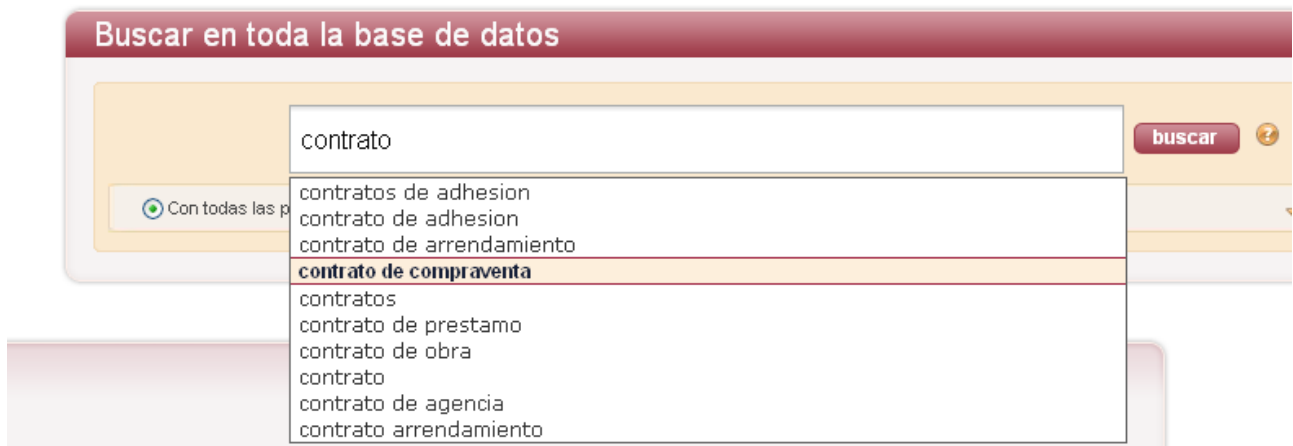 Buscar en toda la base de datos
contrato
buscar
?
contratos de adhesion
Con todas las p
contrato de adhesion
contrato de arrendamiento
contrato de compraventa
contratos
contrato de prestamo
contrato de obra
contrato
contrato de agencia
contrato arrendamiento